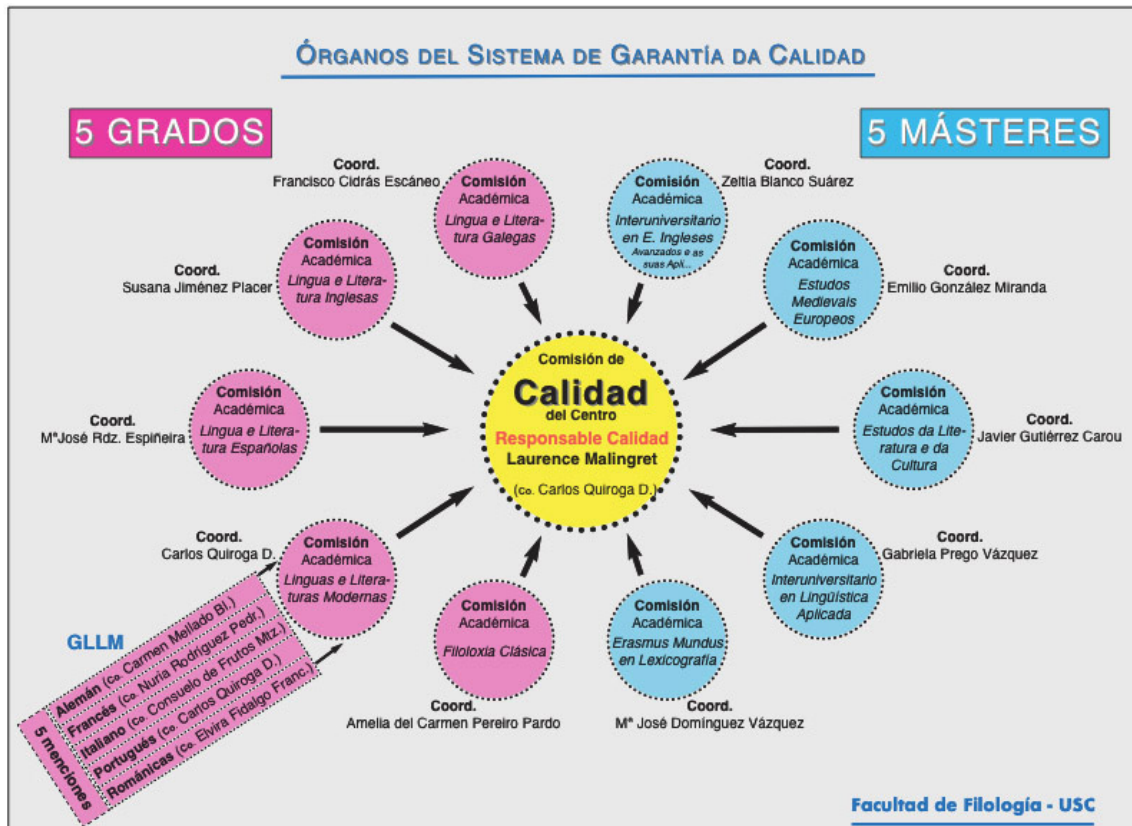 ÓRGANOS DEL SISTEMA DE GARANTÍA DA CALIDAD
5 GRADOS
5 MÁSTERES
Coord.
Francisco Cidrás Escáneo
Comisión
Académica
Lingua e Litera-
tura Galegas
Comisión
Académica
Interuniversitario
en E. Ingleses
Avanzados e as
suas Apli...
Coord.
Zeltia Blanco Suárez
Coord.
Susana Jiménez Placer
Comisión
Académica
Lingua e Litera-
tura Inglesas
Comisión
Académica
Estudos
Medievais
Europeos
Coord.
Emilio González Miranda
Coord.
MªJosé Rdz. Espiñeira
Comisión
Académica
Lingua e Litera-
tura Españolas
Comisión de
Calidad
del Centro
Responsable Calidad
Laurence Malingret
(Co. Carlos Quiroga D.)
Comisión
Académica
Estudos da Lite-
ratura e da
Cultura
Coord.
Javier Gutiérrez Carou
Coord.
Carlos Quiroga D.
Comisión
Académica
Linguas e Litera-
turas Modernas
Comisión
Académica
Interuniversitario
en Lingüística
Aplicada
Coord.
Gabriela Prego Vázquez
GLLM
5 menciones
Alemán (Co. Carmen Mellado Bl.)
Francés (Co. Nuria Rodríguez Pedr.)
Italiano (Co. Consuelo de Frutos Mtz.)
Portugués (Co. Carlos Quiroga D.)
Románicas (Co. Elvira Fidalgo Franc.)
Comisión
Académica
Filoloxia Clásica
Coord.
Amelia del Carmen Pereiro Pardo
Comisión
Académica
Erasmus Mundus
en Lexicografía
Coord.
Mª José Domínguez Vázquez
Facultad de Filología - USC